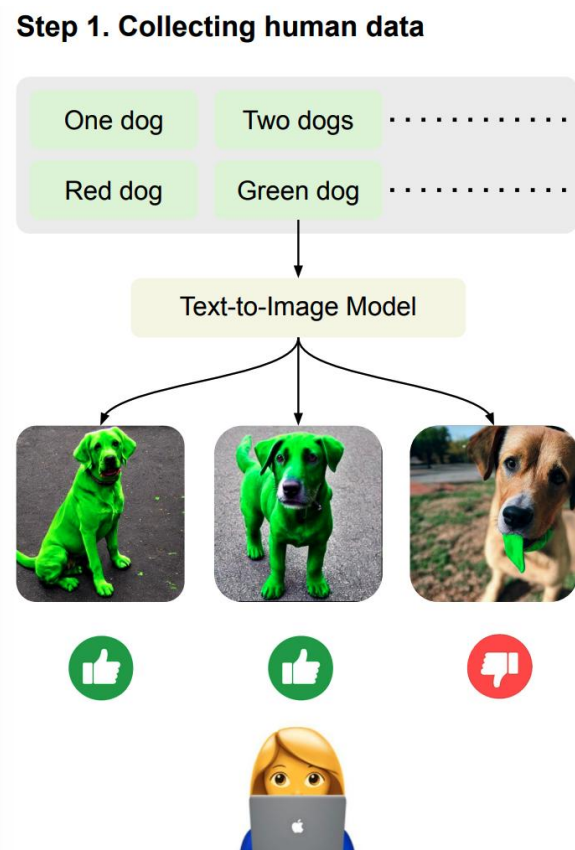 Step 1. Collecting human data
One dog Two dogs ............
Red dog Green dog ............
Text-to-Image Model